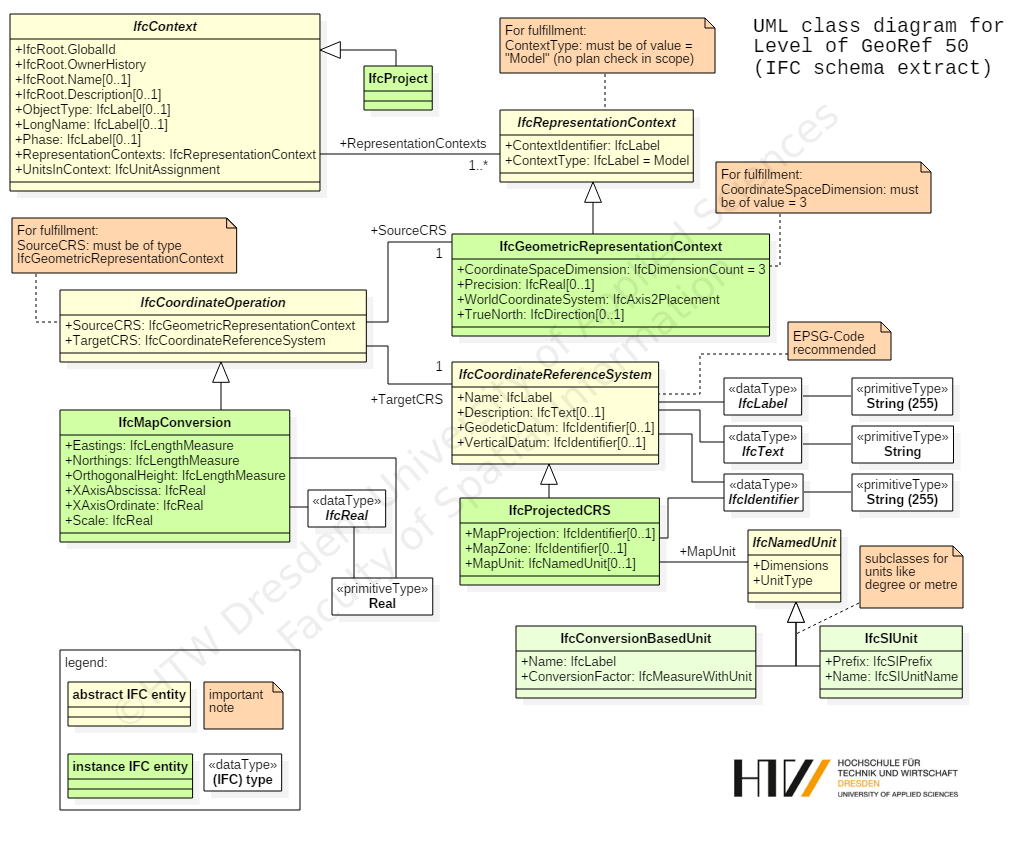 UML class diagram for
Level of GeoRef 50
(IFC schema extract)
IfcContext
+IfcRoot.GlobalId
+IfcRoot.OwnerHistory
+IfcRoot.Name[0..1]
+IfcRoot.Description[0..1]
+ObjectType: IfcLabel[0..1]
+LongName: IfcLabel[0..1]
+Phase: IfcLabel[0..1]
+RepresentationContexts: IfcRepresentationContext
+UnitsInContext: IfcUnitAssignment
IfcProject
+RepresentationContexts
1..*
For fulfillment:
ContextType: must be of value =
"Model" (no plan check in scope)
IfcRepresentationContext
+ContextIdentifier: IfcLabel
+ContextType: IfcLabel = Model
For fulfillment:
CoordinateSpaceDimension: must
be of value = 3
For fulfillment:
SourceCRS: must be of type
IfcGeometricRepresentationContext
+SourceCRS
1
IfcGeometricRepresentationContext
+CoordinateSpaceDimension: IfcDimensionCount = 3
+Precision: IfcReal[0..1]
+WorldCoordinateSystem: IfcAxis2Placement
+TrueNorth: IfcDirection[0..1]
IfcCoordinateOperation
+SourceCRS: IfcGeometricRepresentationContext
+TargetCRS: IfcCoordinateReferenceSystem
1
+TargetCRS
EPSG-Code
recommended
IfcCoordinateReferenceSystem
+Name: IfcLabel
+Description: IfcText[0..1]
+GeodeticDatum: IfcIdentifier[0..1]
+VerticalDatum: IfcIdentifier[0..1]
«dataType»
IfcLabel
«primitiveType»
String (255)
«dataType»
IfcText
«primitiveType»
String
«dataType»
IfcIdentifier
«primitiveType»
String (255)
IfcMapConversion
+Eastings: IfcLengthMeasure
+Northings: IfcLengthMeasure
+OrthogonalHeight: IfcLengthMeasure
+XAxisAbscissa: IfcReal
+XAxisOrdinate: IfcReal
+Scale: IfcReal
«dataType»
IfcReal
«primitiveType»
Real
IfcProjectedCRS
+MapProjection: IfcIdentifier[0..1]
+MapZone: IfcIdentifier[0..1]
+MapUnit: IfcNamedUnit[0..1]
+MapUnit
IfcNamedUnit
+Dimensions
+UnitType
subclasses for
units like
degree or metre
IfcConversionBasedUnit
+Name: IfcLabel
+ConversionFactor: IfcMeasureWithUnit
IfcSIUnit
+Prefix: IfcSIPrefix
+Name: IfcSIUnitName
legend:
abstract IFC entity
important
note
instance IFC entity
«dataType»
(IFC) type
HTW
HOCHSCHULE FÜR
TECHNIK UND WIRTSCHAFT
DRESDEN
UNIVERSITY OF APPLIED SCIENCES
©HTW Dresden, University of Applied Sciences
Faculty of Spatial Information